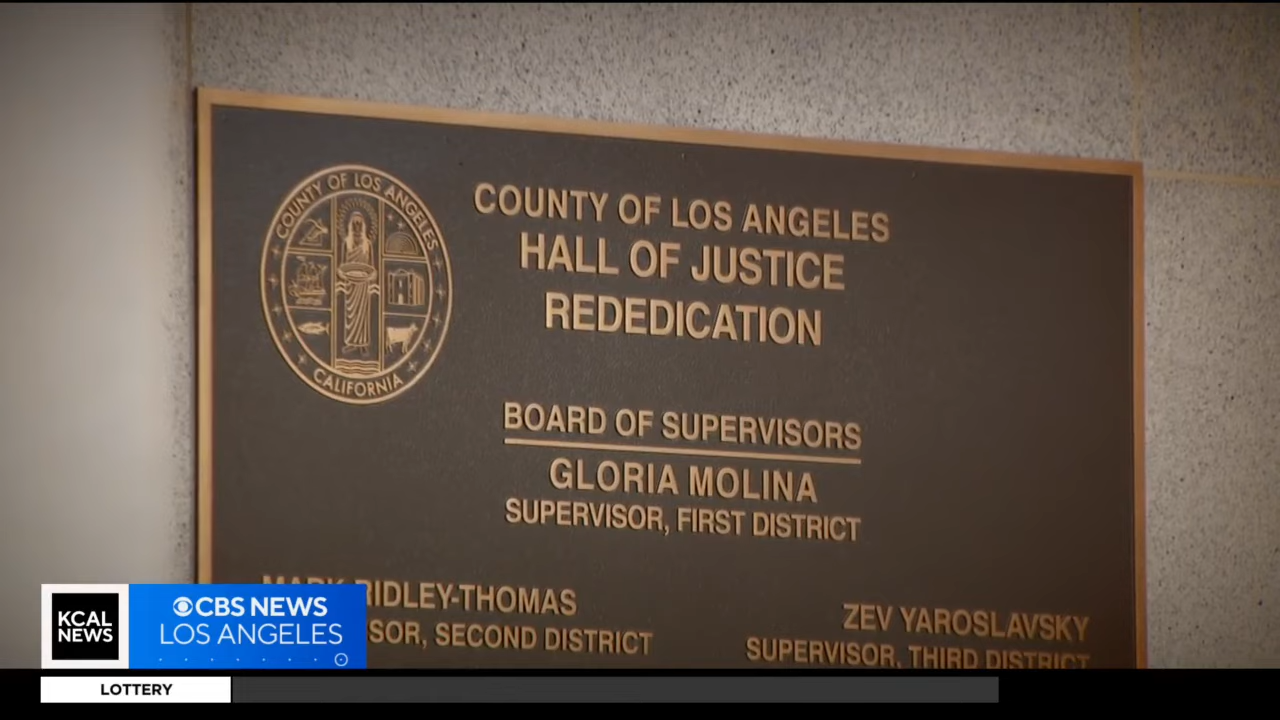 COUNTY OF LOS ANGELES
CALIFORNIA
COUNTY OF LOS ANGELES
HALL OF JUSTICE
REDEDICATION
BOARD OF SUPERVISORS
GLORIA MOLINA
SUPERVISOR, FIRST DISTRICT
RIDLEY-THOMAS
ZEV YAROSLAVSKY
SECOND DISTRICT
SUPERVISOR, THIRD DISTRICT
KCAL
NEWS
CBS NEWS
LOS ANGELES
LOTTERY